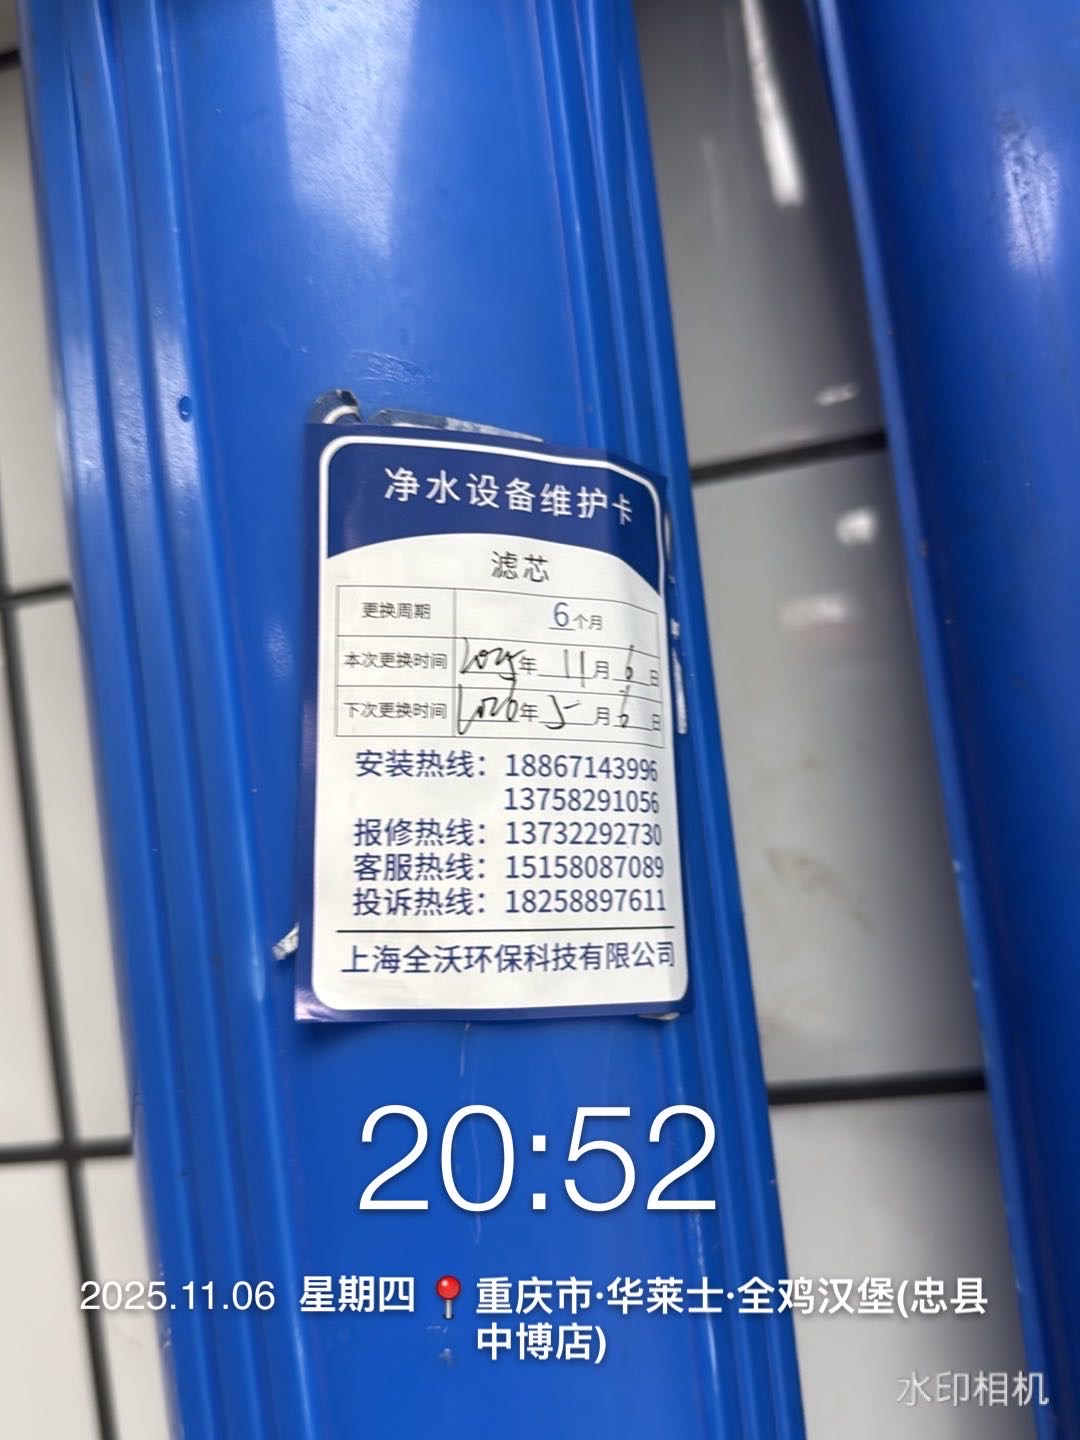 净水设备维护卡
滤芯
更换周期 6个月
本次更换时间 2025年11月6日
下次更换时间 2026年5月6日
安装热线：18867143996
13758291056
报修热线：13732292730
客服热线：15158087089
投诉热线：18258897611
上海全沃环保科技有限公司
20:52
2025.11.06 星期四 重庆市·华莱士·全鸡汉堡(忠县
中博店)
水印相机